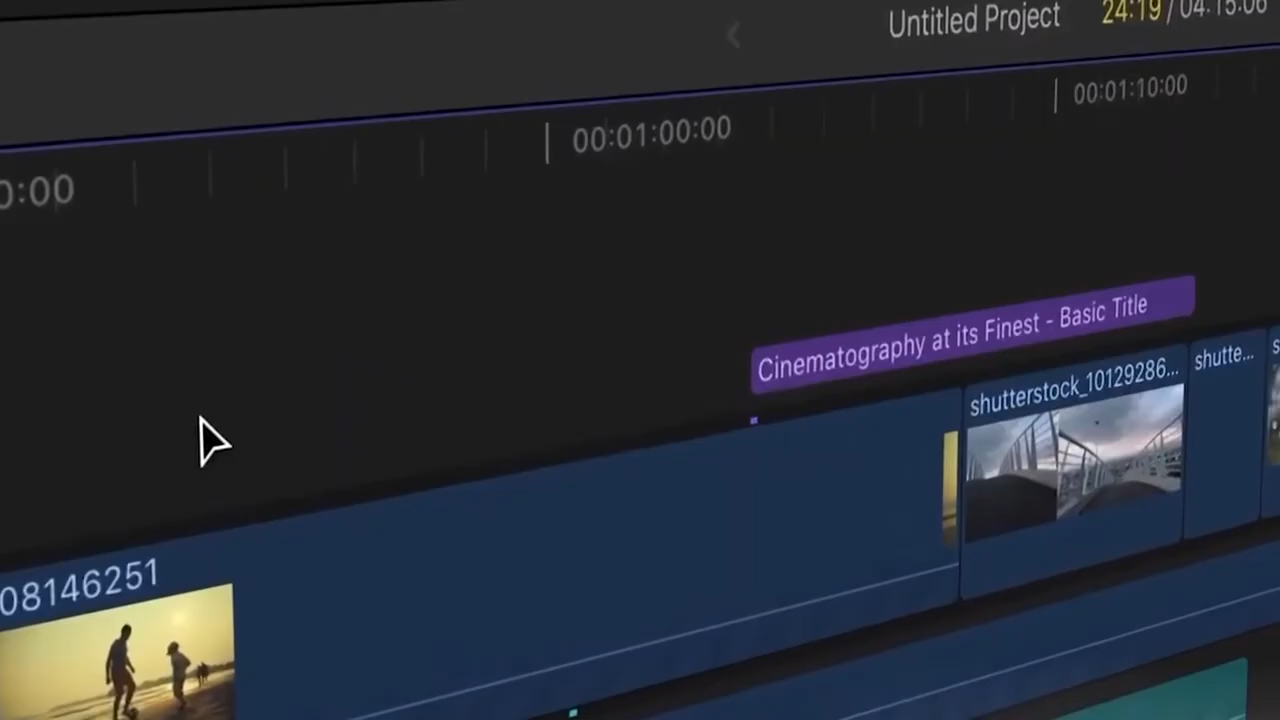 Untitled Project 24:19 / 04:15:06
00:01:10:00
00:01:00:00
0:00
Cinematography at its Finest - Basic Title
shutte...
shutterstock_10129286...
08146251